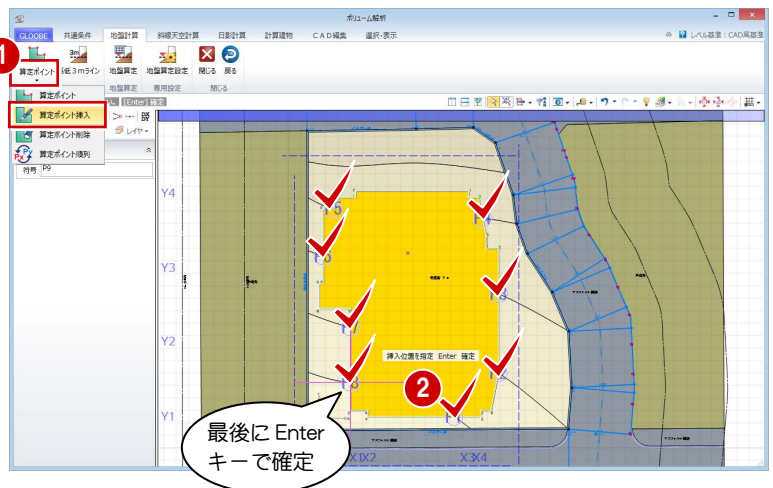 ボリューム解析
GLOOBE 共通条件 地盤計算 斜線天空計算 日影計算 計算建物 CAD編集 選択・表示
レベル基準:CAD高基準
1
算定ポイント 3mライン 地盤算定 地盤算定設定 閉じる 戻る
地盤算定 専用設定 閉じる
算定ポイント
[Enter] 確定
算定ポイント挿入
算定ポイント削除
レイヤ
算定ポイント順列
符号 P9
Y4
Y3
Y2
Y1
挿入位置を指定 Enter 確定
2
最後に Enter
キーで確定
X1X2 X3X4